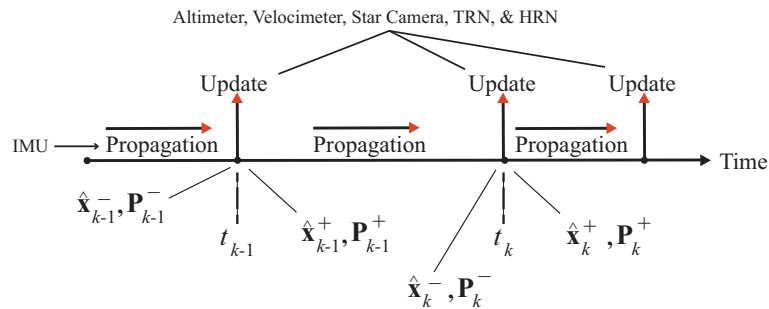 Altimeter, Velocimeter, Star Camera, TRN, & HRN
Update Update Update
IMU Propagation Propagation Propagation Time
x̂⁻ₖ₋₁, P⁻ₖ₋₁ x̂⁺ₖ₋₁, P⁺ₖ₋₁ x̂⁺ₖ, P⁺ₖ
tₖ₋₁ tₖ
x̂⁻ₖ, P⁻ₖ